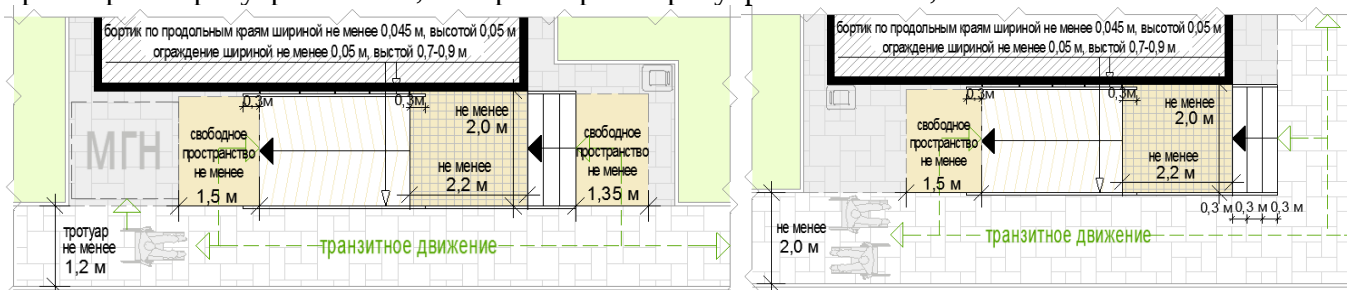 бортик по продольным краям шириной не менее 0,045 м, высотой 0,05 м
ограждение шириной не менее 0,05 м, выстой 0,7-0,9 м
0,3м
0,3м
МГН
свободное
пространство
не менее
1,5 м
не менее
2,0 м
не менее
2,2 м
свободное
пространство
не менее
1,35 м
тротуар
не менее
1,2 м
транзитное движение
бортик по продольным краям шириной не менее 0,045 м, высотой 0,05 м
ограждение шириной не менее 0,05 м, выстой 0,7-0,9 м
0,3м
0,3м
свободное
пространство
не менее
1,5 м
не менее
2,0 м
не менее
2,2 м
0,3 м 0,3 м 0,3 м
не менее
2,0 м
транзитное движение